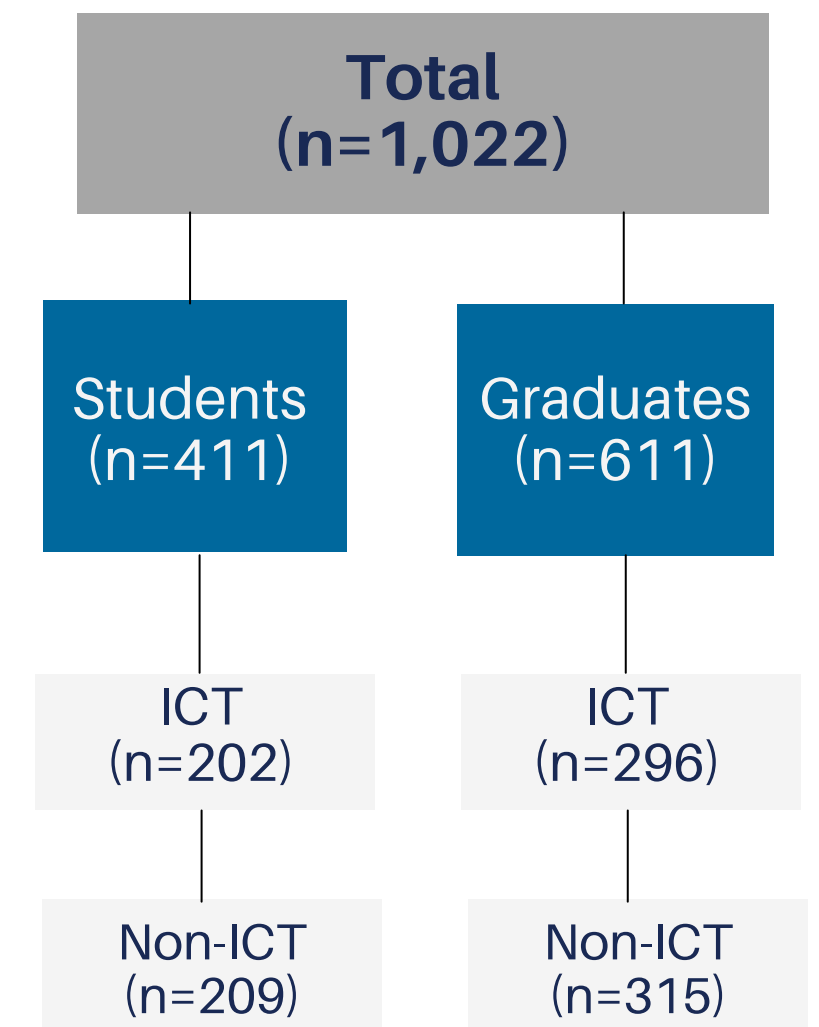 Total
(n=1,022)
Students
(n=411)
Graduates
(n=611)
ICT
(n=202)
ICT
(n=296)
Non-ICT
(n=209)
Non-ICT
(n=315)